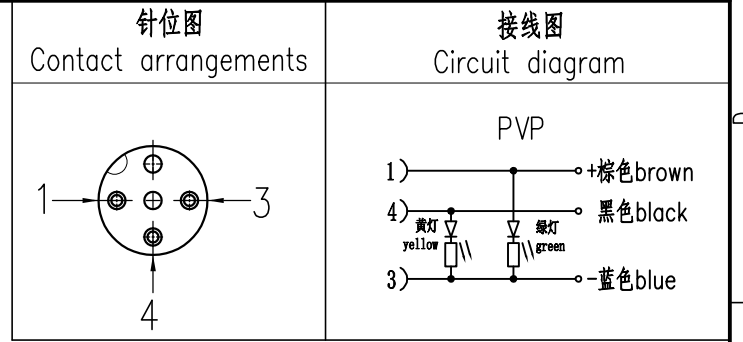 针位图
Contact arrangements
1
3
4
接线图
Circuit diagram
PVP
1) +棕色brown
4) 黑色black
黄灯 绿灯
yellow green
3) -蓝色blue